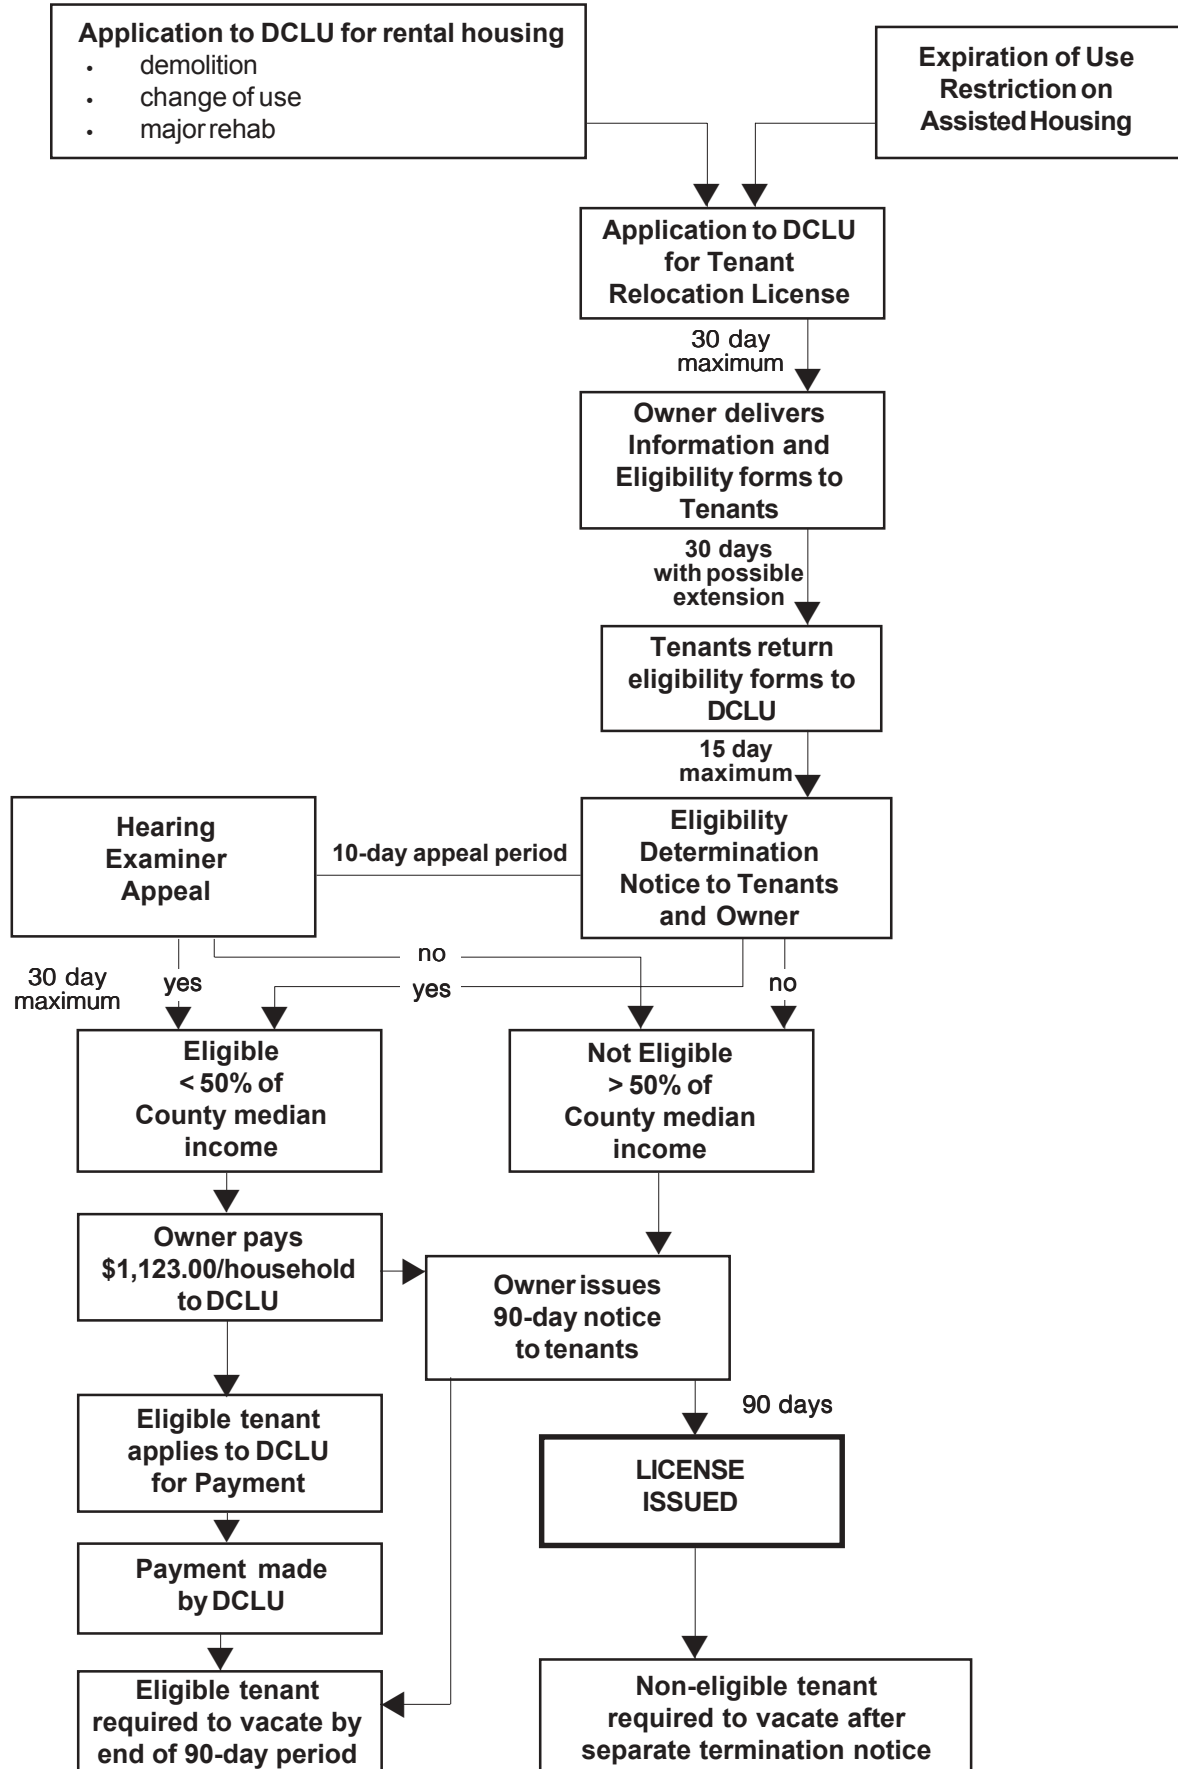 Application to DCLU for rental housing
• demolition
• change of use
• major rehab
Expiration of Use
Restriction on
Assisted Housing
Application to DCLU
for Tenant
Relocation License
30 day
maximum
Owner delivers
Information and
Eligibility forms to
Tenants
30 days
with possible
extension
Tenants return
eligibility forms to
DCLU
15 day
maximum
Hearing
Examiner
Appeal
10-day appeal period
Eligibility
Determination
Notice to Tenants
and Owner
30 day
maximum
yes
no
yes
no
Eligible
< 50% of
County median
income
Not Eligible
> 50% of
County median
income
Owner pays
$1,123.00/household
to DCLU
Owner issues
90-day notice
to tenants
Eligible tenant
applies to DCLU
for Payment
90 days
LICENSE
ISSUED
Payment made
by DCLU
Eligible tenant
required to vacate by
end of 90-day period
Non-eligible tenant
required to vacate after
separate termination notice